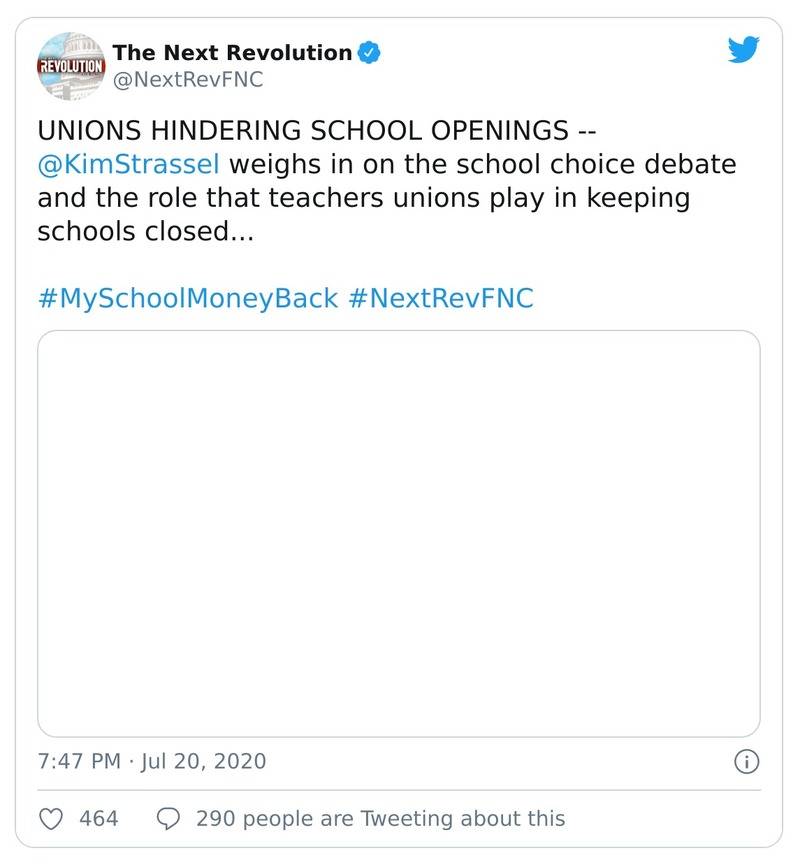 The Next Revolution
@NextRevFNC
REVOLUTION
UNIONS HINDERING SCHOOL OPENINGS --
@KimStrassel weighs in on the school choice debate
and the role that teachers unions play in keeping
schools closed...
#MySchoolMoneyBack #NextRevFNC
7:47 PM · Jul 20, 2020
464
290 people are Tweeting about this